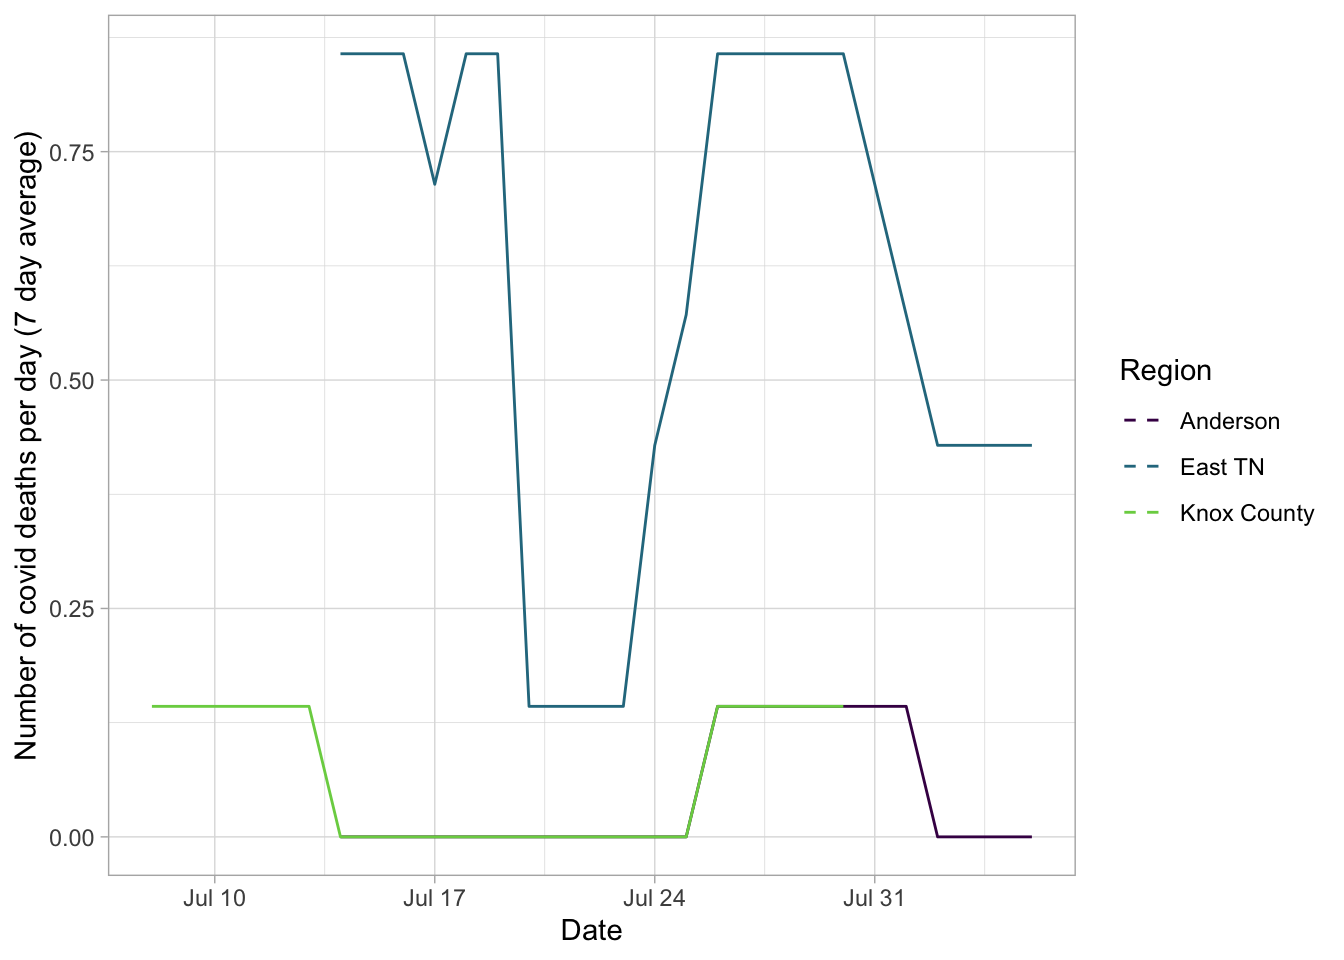 Number of covid deaths per day (7 day average)
0.75
0.50
0.25
0.00
Jul 10
Jul 17
Jul 24
Jul 31
Date
Region
Anderson
East TN
Knox County